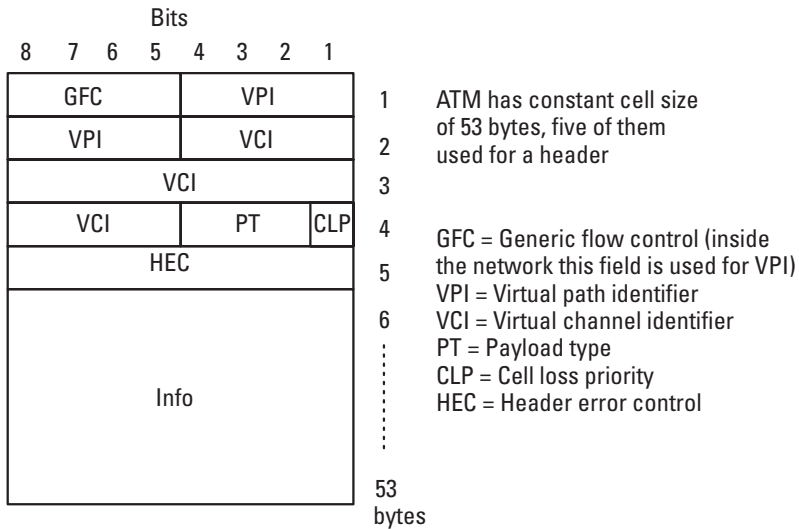 Bits
8 7 6 5 4 3 2 1
GFC VPI 1
VPI VCI 2
VCI 3
VCI PT CLP 4
HEC 5
6
Info
53
bytes
ATM has constant cell size
of 53 bytes, five of them
used for a header
GFC = Generic flow control (inside
the network this field is used for VPI)
VPI = Virtual path identifier
VCI = Virtual channel identifier
PT = Payload type
CLP = Cell loss priority
HEC = Header error control